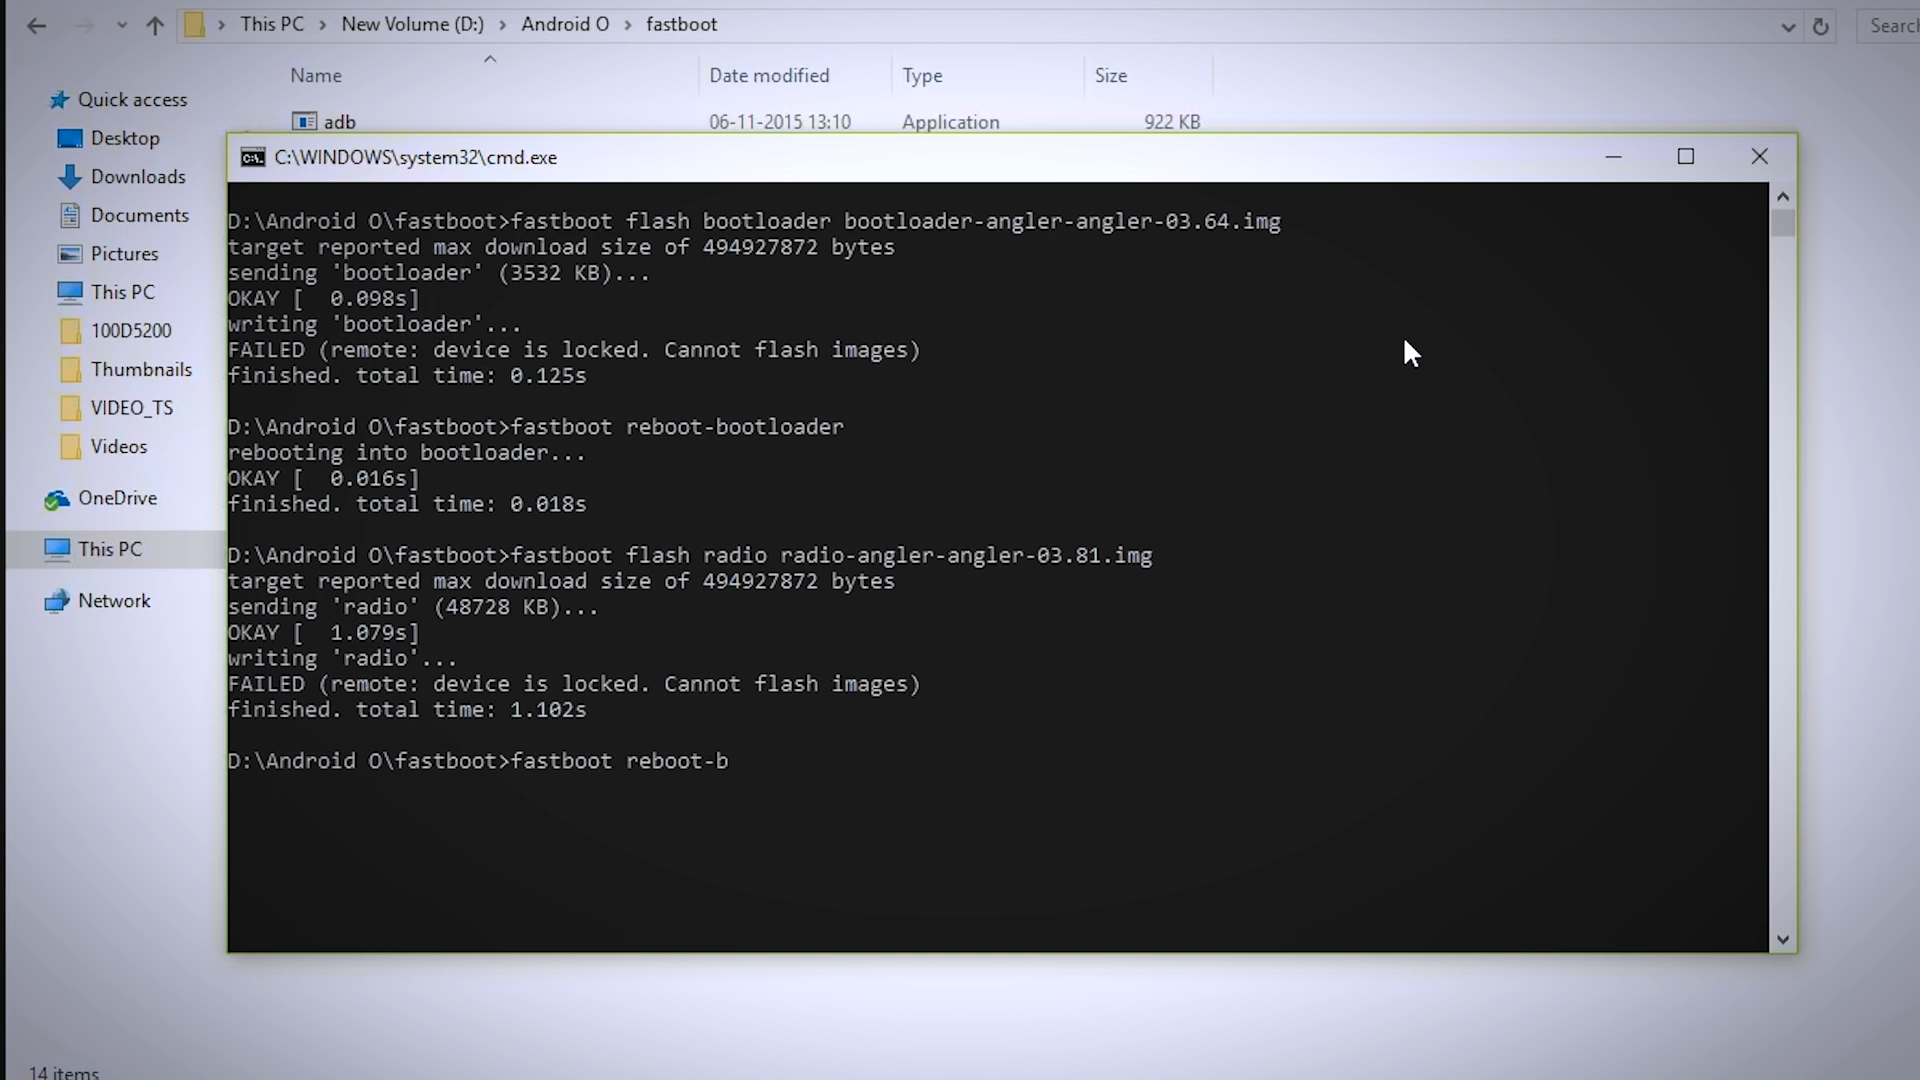 This PC > New Volume (D:) > Android O > fastboot
Search
Name Date modified Type Size
adb 06-11-2015 13:10 Application 922 KB
Quick access
Desktop
Downloads
Documents
Pictures
This PC
100D5200
Thumbnails
VIDEO_TS
Videos
OneDrive
This PC
Network
C:\WINDOWS\system32\cmd.exe
D:\Android O\fastboot>fastboot flash bootloader bootloader-angler-angler-03.64.img
target reported max download size of 494927872 bytes
sending 'bootloader' (3532 KB)...
OKAY [  0.098s]
writing 'bootloader'...
FAILED (remote: device is locked. Cannot flash images)
finished. total time: 0.125s
D:\Android O\fastboot>fastboot reboot-bootloader
rebooting into bootloader...
OKAY [  0.016s]
finished. total time: 0.018s
D:\Android O\fastboot>fastboot flash radio radio-angler-angler-03.81.img
target reported max download size of 494927872 bytes
sending 'radio' (48728 KB)...
OKAY [  1.079s]
writing 'radio'...
FAILED (remote: device is locked. Cannot flash images)
finished. total time: 1.102s
D:\Android O\fastboot>fastboot reboot-b
14 items